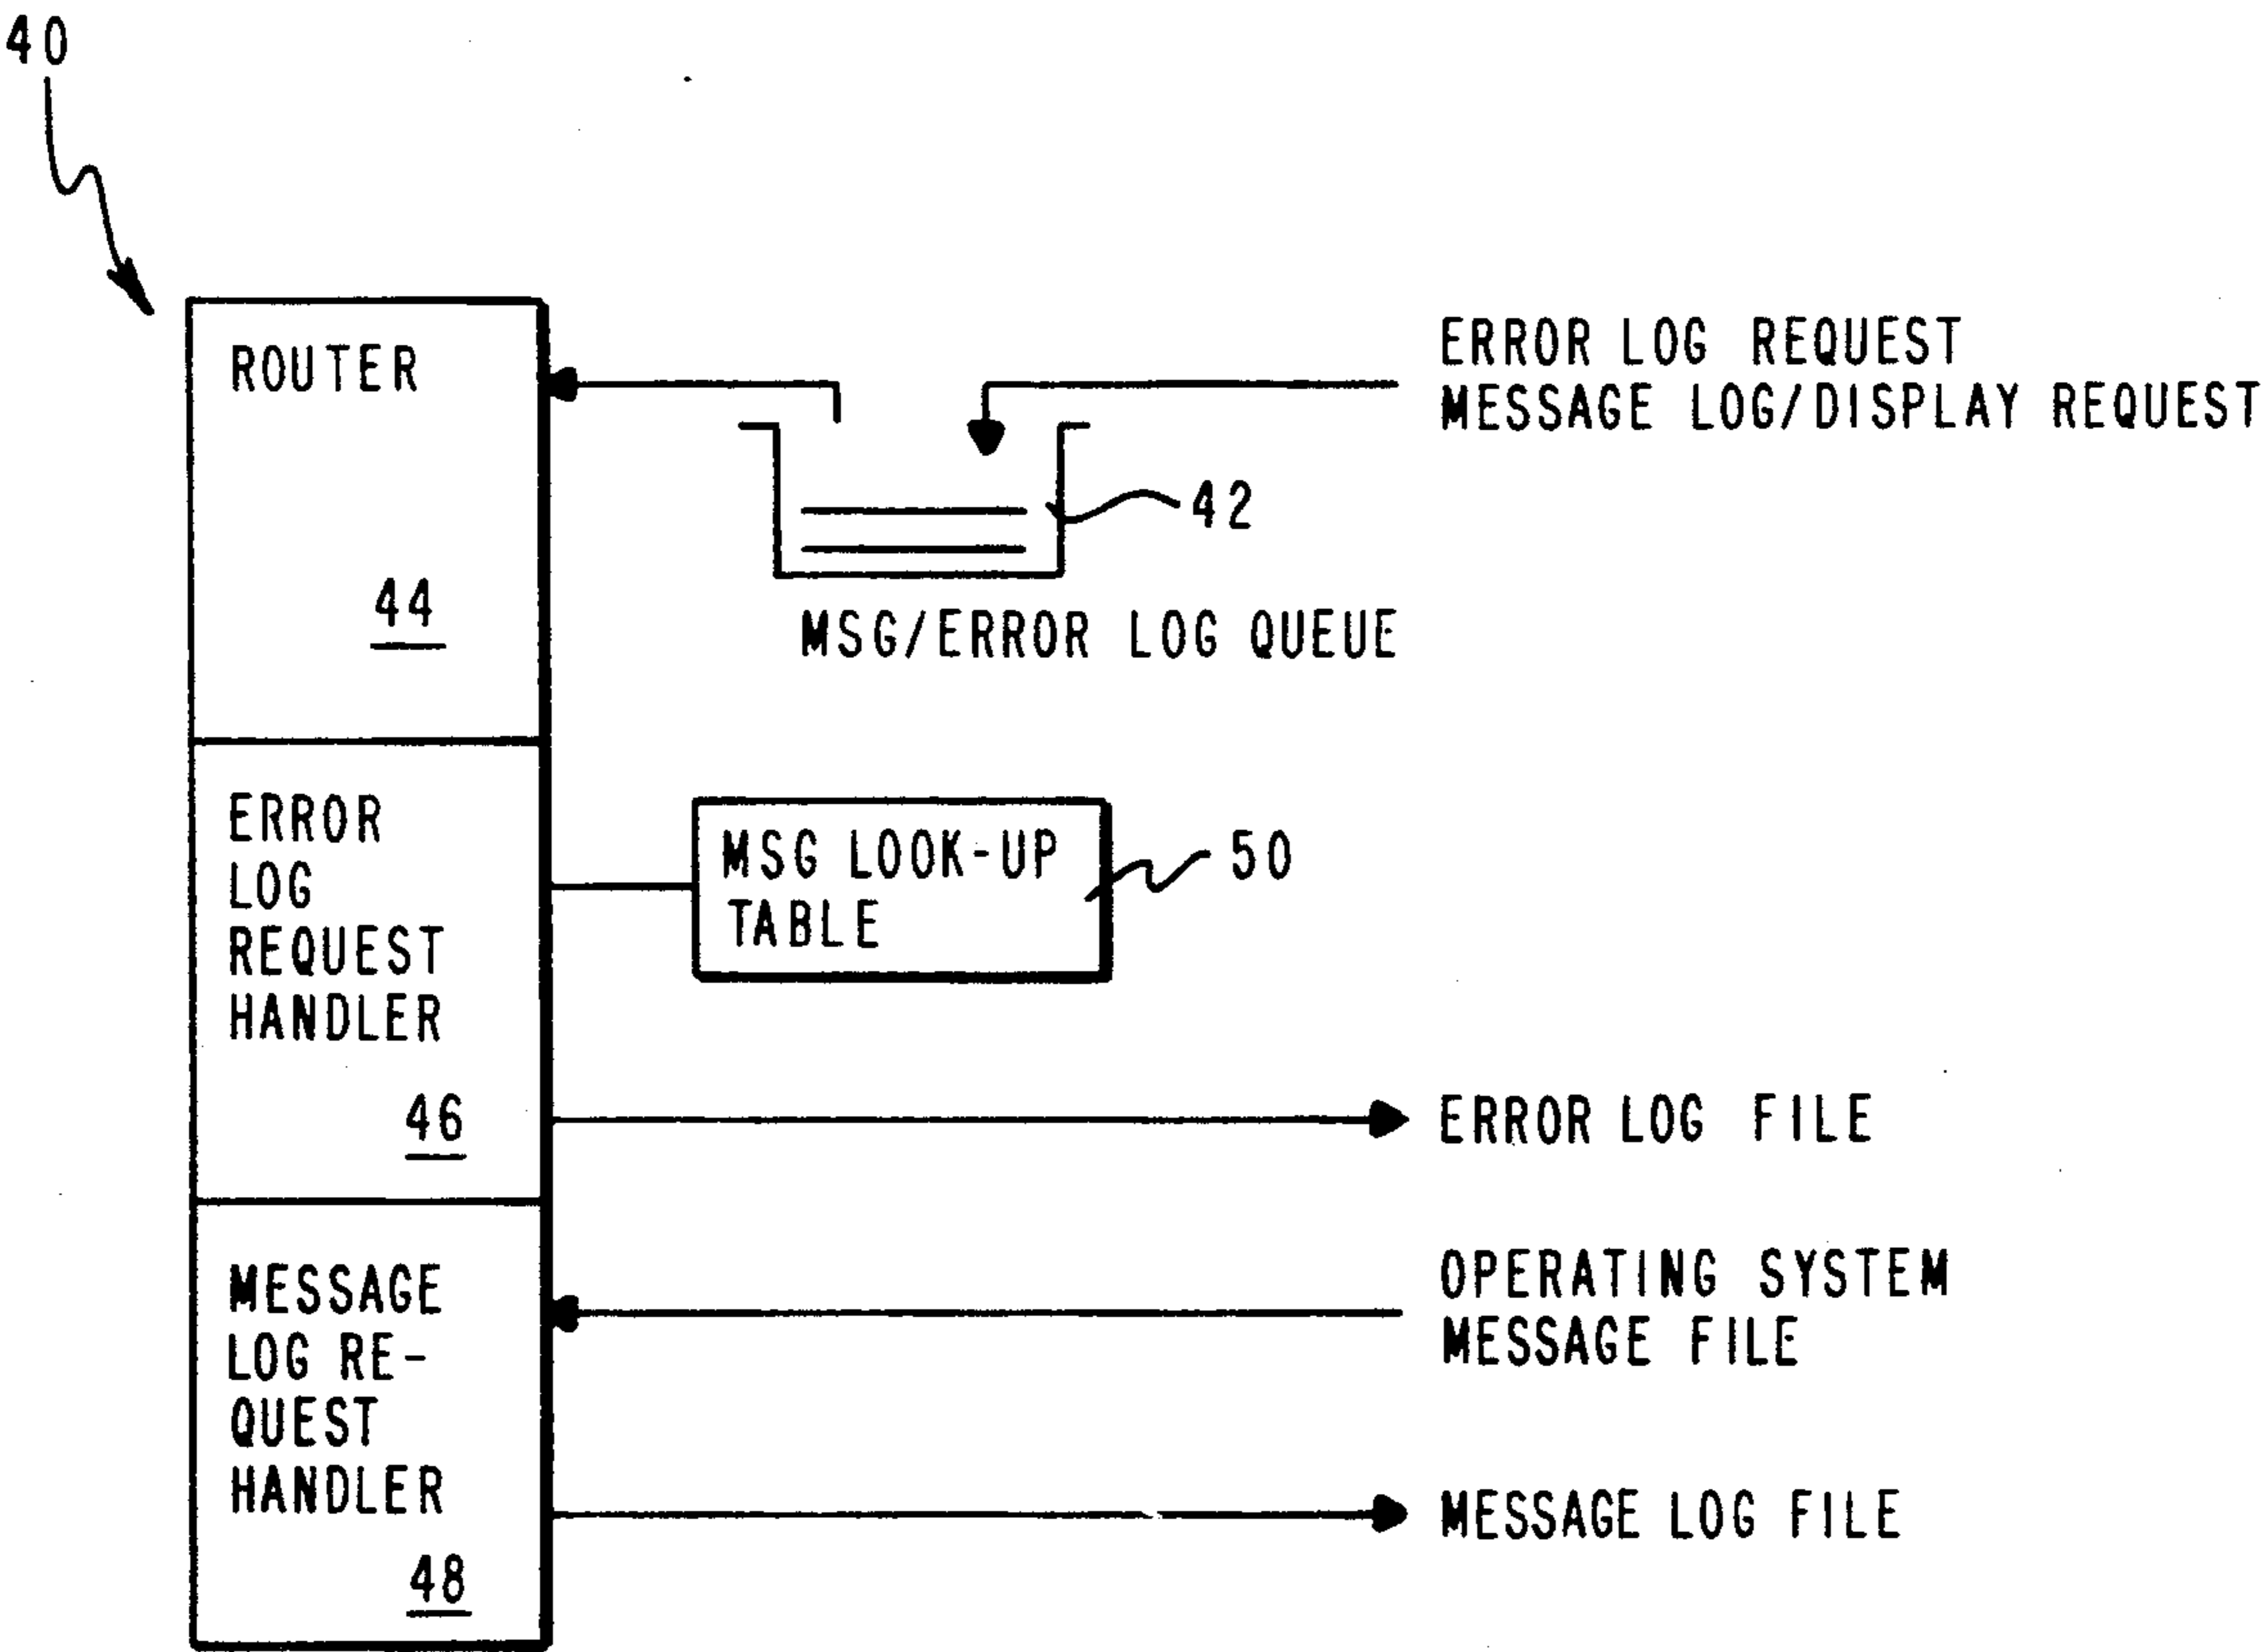 40
ROUTER
44
ERROR LOG REQUEST
MESSAGE LOG/DISPLAY REQUEST
42
MSG/ERROR LOG QUEUE
ERROR
LOG
REQUEST
HANDLER
46
MSG LOOK-UP
TABLE
50
ERROR LOG FILE
MESSAGE
LOG RE-
QUEST
HANDLER
48
OPERATING SYSTEM
MESSAGE FILE
MESSAGE LOG FILE